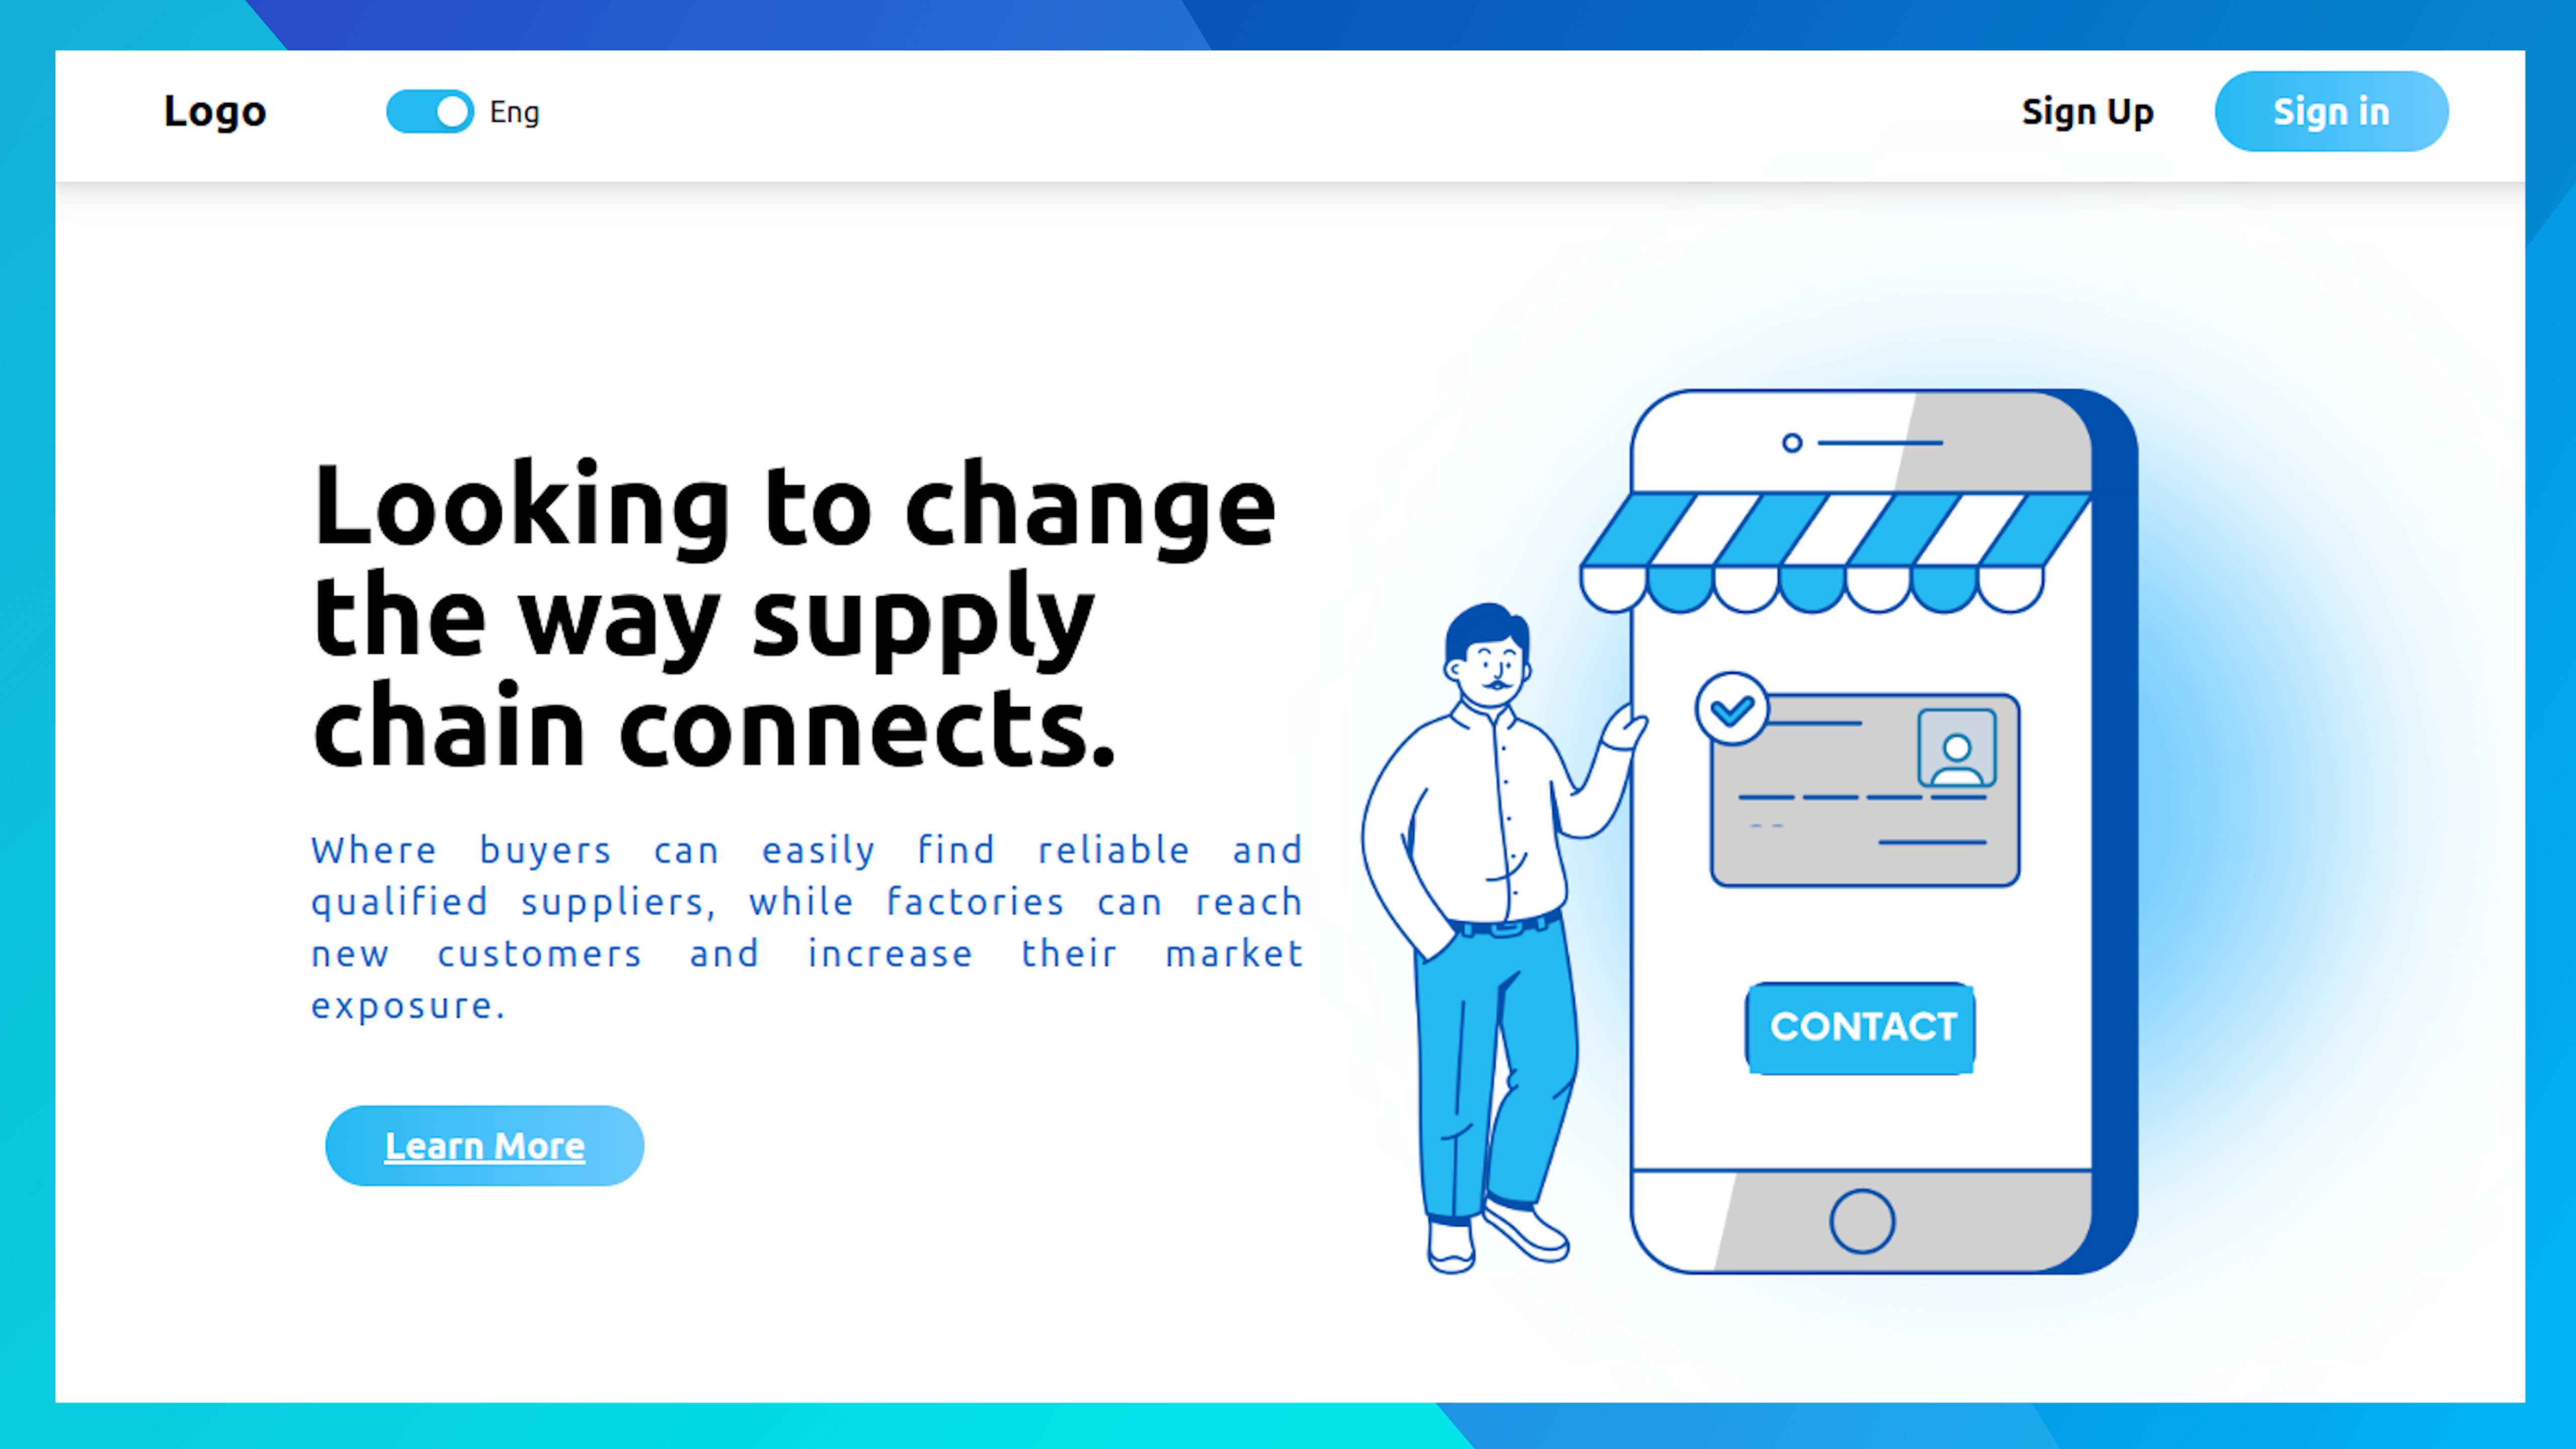 Logo
Eng
Sign Up
Sign in
Looking to change
the way supply
chain connects.
Where buyers can easily find reliable and
qualified suppliers, while factories can reach
new customers and increase their market
exposure.
Learn More
CONTACT